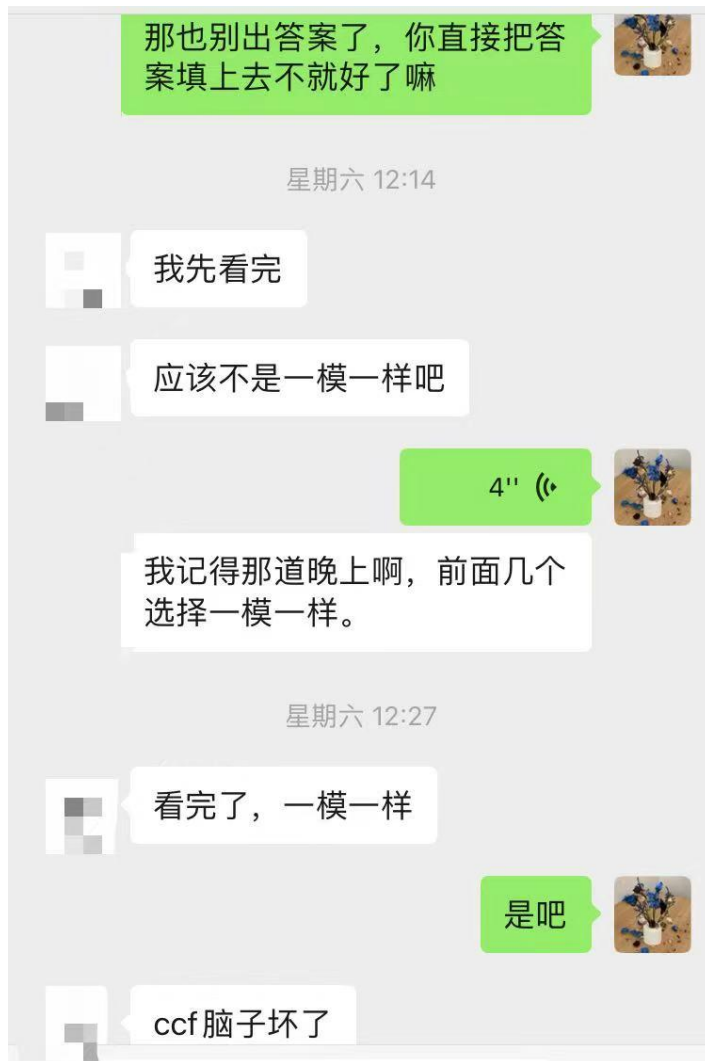 那也别出答案了，你直接把答
案填上去不就好了嘛
星期六 12:14
我先看完
应该不是一模一样吧
4''
我记得那道晚上啊，前面几个
选择一模一样。
星期六 12:27
看完了，一模一样
是吧
ccf脑子坏了